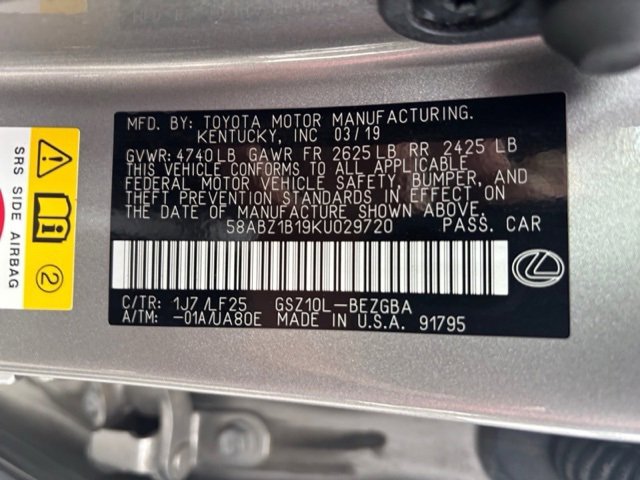 MFD. BY: TOYOTA MOTOR MANUFACTURING.
KENTUCKY, INC 03/19
GVWR: 4740LB GAWR FR 2625LB RR 2425 LB
THIS VEHICLE CONFORMS TO ALL APPLICABLE
FEDERAL MOTOR VEHICLE SAFETY, BUMPER, AND
THEFT PREVENTION STANDARDS IN EFFECT ON
THE DATE OF MANUFACTURE SHOWN ABOVE.
58ABZ1B19KU029720 PASS. CAR
C/TR: 1J7/LF25 GSZ10L-BEZGBA
A/TM: -01A/UA80E MADE IN U.S.A. 91795
SRS SIDE AIRBAG
2